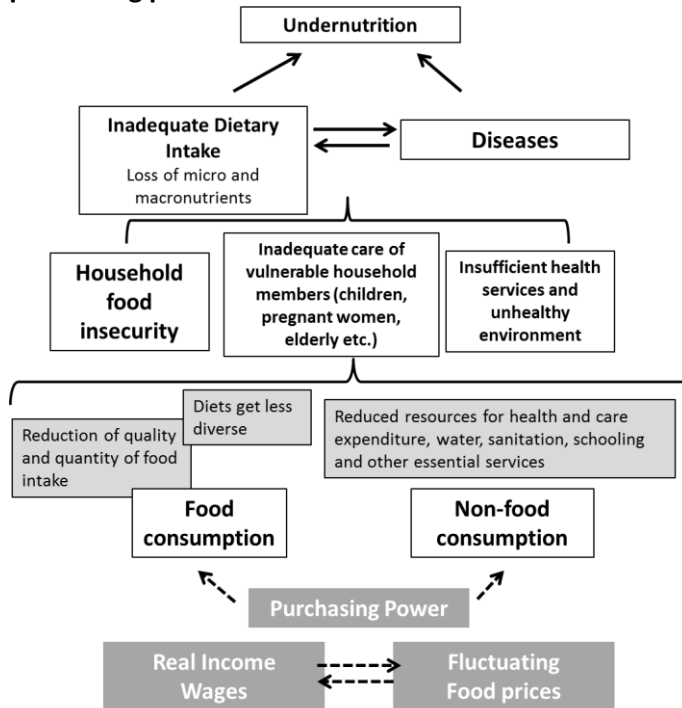 Undernutrition
Inadequate Dietary
Intake
Loss of micro and
macronutrients
Diseases
Household
food
insecurity
Inadequate care of
vulnerable household
members (children,
pregnant women,
elderly etc.)
Insufficient health
services and
unhealthy
environment
Diets get less
diverse
Reduction of quality
and quantity of food
intake
Reduced resources for health and care
expenditure, water, sanitation, schooling
and other essential services
Food
consumption
Non-food
consumption
Purchasing Power
Real Income
Wages
Fluctuating
Food prices